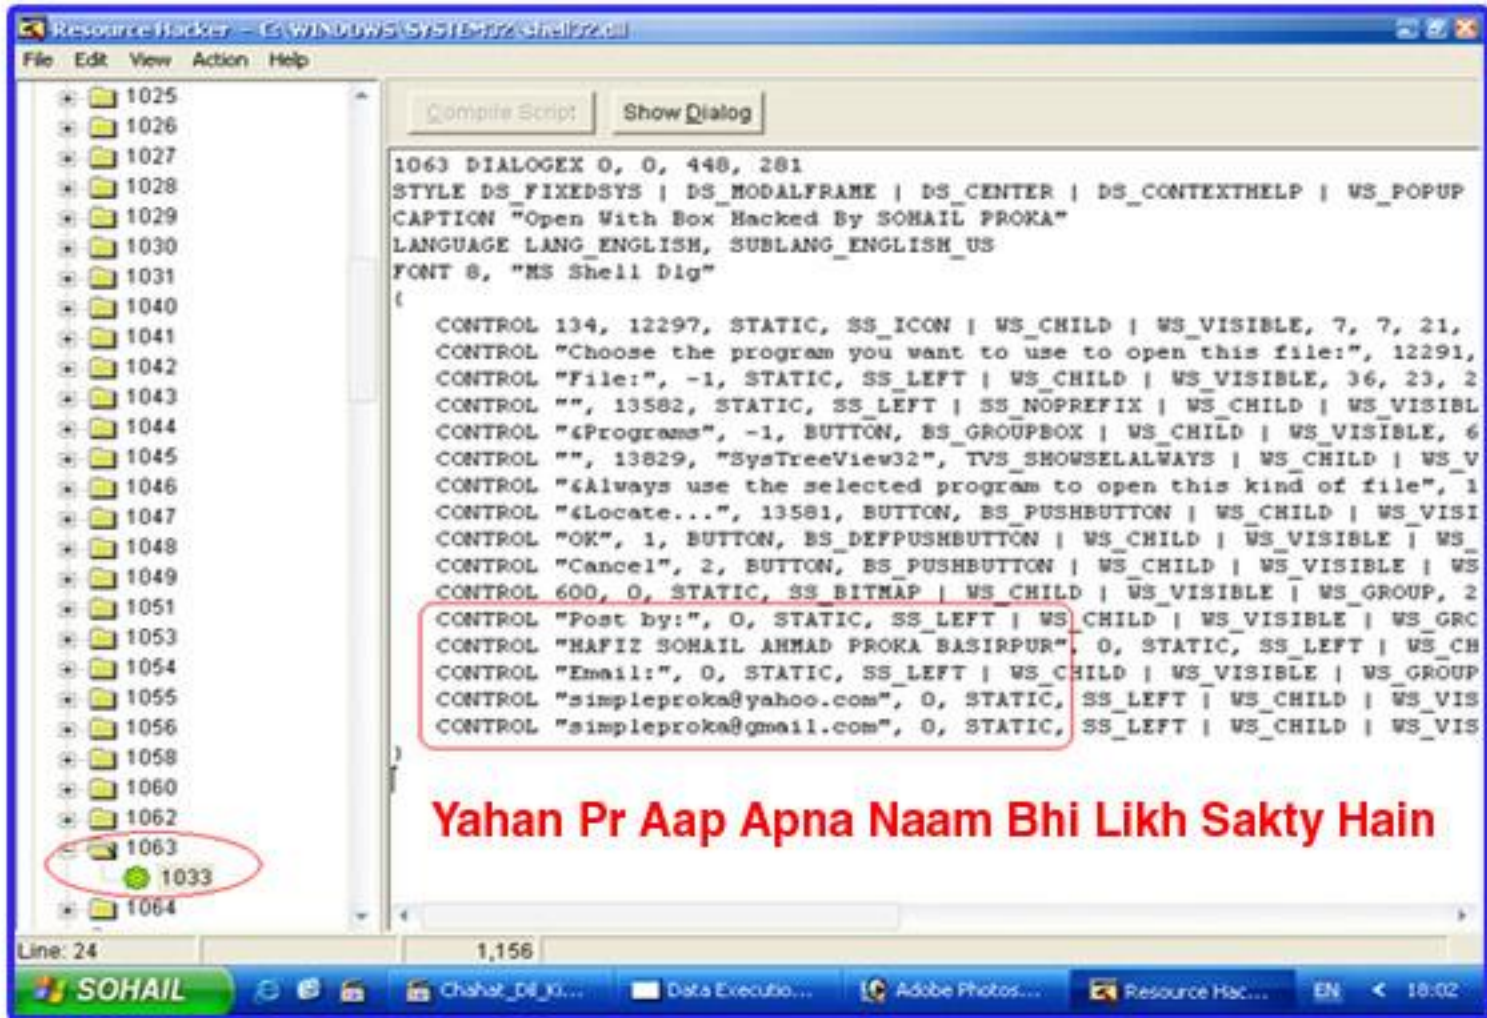 Resource Hacker - C:\WINDOWS\SYSTEM32\shell32.dll
File Edit View Action Help
1025
1026
1027
1028
1029
1030
1031
1040
1041
1042
1043
1044
1045
1046
1047
1048
1049
1051
1053
1054
1055
1056
1058
1060
1062
1063
1033
1064
Compile Script Show Dialog
1063 DIALOGEX 0, 0, 448, 281
STYLE DS_FIXEDSYS | DS_MODALFRAME | DS_CENTER | DS_CONTEXTHELP | WS_POPUP
CAPTION "Open With Box Hacked By SOHAIL PROKA"
LANGUAGE LANG_ENGLISH, SUBLANG_ENGLISH_US
FONT 8, "MS Shell Dlg"
{
CONTROL 134, 12297, STATIC, SS_ICON | WS_CHILD | WS_VISIBLE, 7, 7, 21,
CONTROL "Choose the program you want to use to open this file:", 12291,
CONTROL "File:", -1, STATIC, SS_LEFT | WS_CHILD | WS_VISIBLE, 36, 23, 2
CONTROL "", 13582, STATIC, SS_LEFT | SS_NOPREFIX | WS_CHILD | WS_VISIBL
CONTROL "&Programs", -1, BUTTON, BS_GROUPBOX | WS_CHILD | WS_VISIBLE, 6
CONTROL "", 13829, "SysTreeView32", TVS_SHOWSELALWAYS | WS_CHILD | WS_V
CONTROL "&Always use the selected program to open this kind of file", 1
CONTROL "&Locate...", 13581, BUTTON, BS_PUSHBUTTON | WS_CHILD | WS_VISI
CONTROL "OK", 1, BUTTON, BS_DEFPUSHBUTTON | WS_CHILD | WS_VISIBLE | WS_
CONTROL "Cancel", 2, BUTTON, BS_PUSHBUTTON | WS_CHILD | WS_VISIBLE | WS
CONTROL 600, 0, STATIC, SS_BITMAP | WS_CHILD | WS_VISIBLE | WS_GROUP, 2
CONTROL "Post by:", 0, STATIC, SS_LEFT | WS_CHILD | WS_VISIBLE | WS_GRO
CONTROL "HAFIZ SOHAIL AHMAD PROKA BASIRPUR", 0, STATIC, SS_LEFT | WS_CH
CONTROL "Email:", 0, STATIC, SS_LEFT | WS_CHILD | WS_VISIBLE | WS_GROUP
CONTROL "simpleproka@yahoo.com", 0, STATIC, SS_LEFT | WS_CHILD | WS_VIS
CONTROL "simpleproka@gmail.com", 0, STATIC, SS_LEFT | WS_CHILD | WS_VIS
}
Yahan Pr Aap Apna Naam Bhi Likh Sakty Hain
Line: 24 1,156
SOHAIL Chahat_Dil_Ki... Data Executio... Adobe Photos... Resource Hac... EN 18:02